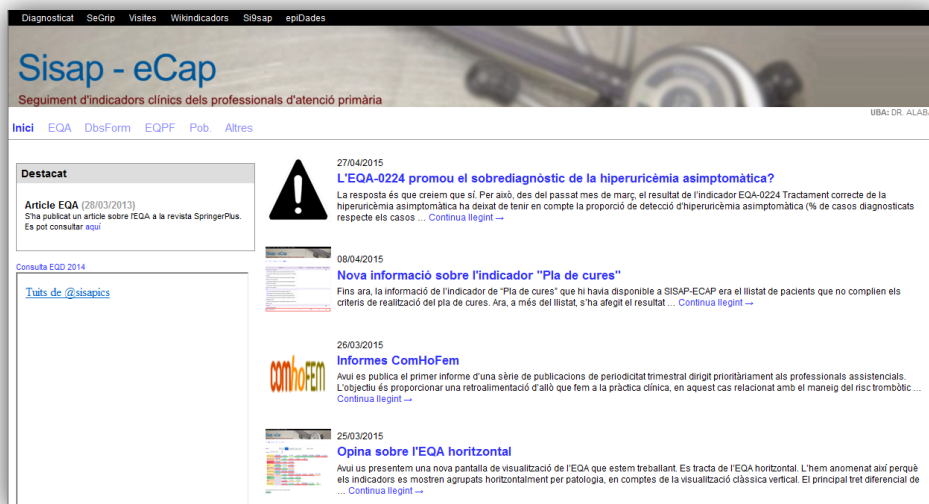 Diagnosticat SeGrip Visites Wikindicadors Si9sap epiDades
Sisap - eCap
Seguiment d'indicadors clínics dels professionals d'atenció primària
UBA: DR. ALAB
Inici EQA DbsForm EQPF Pob. Altres
Destacat
Article EQA (28/03/2013)
S'ha publicat un article sobre l'EQA a la revista SpringerPlus.
Es pot consultar aquí
Consulta EQD 2014
Tuits de @sisapics
27/04/2015
L'EQA-0224 promou el sobrediagnòstic de la hiperuricèmia asimptomàtica?
La resposta és que creiem que sí. Per això, des del passat mes de març, el resultat de l'indicador EQA-0224 Tractament correcte de la
hiperuricèmia asimptomàtica ha deixat de tenir en compte la proporció de detecció d'hiperuricèmia asimptomàtica (% de casos diagnosticats
respecte els casos … Continua llegint →
08/04/2015
Nova informació sobre l'indicador "Pla de cures"
Fins ara, la informació de l'indicador de "Pla de cures" que hi havia disponible a SISAP-ECAP era el llistat de pacients que no complien els
criteris de realització del pla de cures. Ara, a més del llistat, s'ha afegit el resultat … Continua llegint →
26/03/2015
comhoFEM
Informes ComHoFem
Avui es publica el primer informe d'una sèrie de publicacions de periodicitat trimestral dirigit prioritàriament als professionals assistencials.
L'objectiu és proporcionar una retroalimentació d'allò que fem a la pràctica clínica, en aquest cas relacionat amb el maneig del risc trombòtic …
Continua llegint →
25/03/2015
Opina sobre l'EQA horitzontal
Avui us presentem una nova pantalla de visualització de l'EQA que estem treballant. Es tracta de l'EQA horitzontal. L'hem anomenat així perquè
els indicadors es mostren agrupats horitzontalment per patologia, en comptes de la visualització clàssica vertical. El principal tret diferencial de
… Continua llegint →